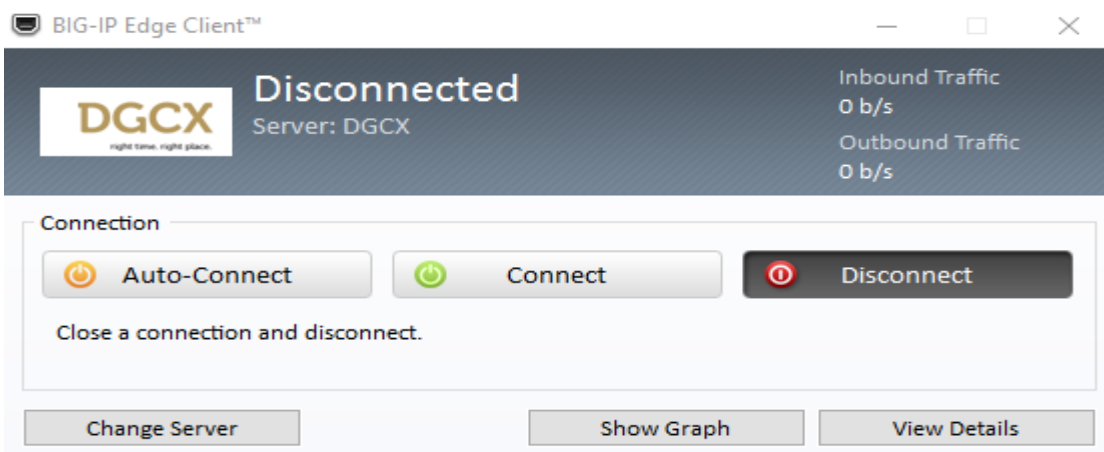 BIG-IP Edge Client™
DGCX
right time. right place.
Disconnected
Server: DGCX
Inbound Traffic
0 b/s
Outbound Traffic
0 b/s
Connection
Auto-Connect
Connect
Disconnect
Close a connection and disconnect.
Change Server
Show Graph
View Details